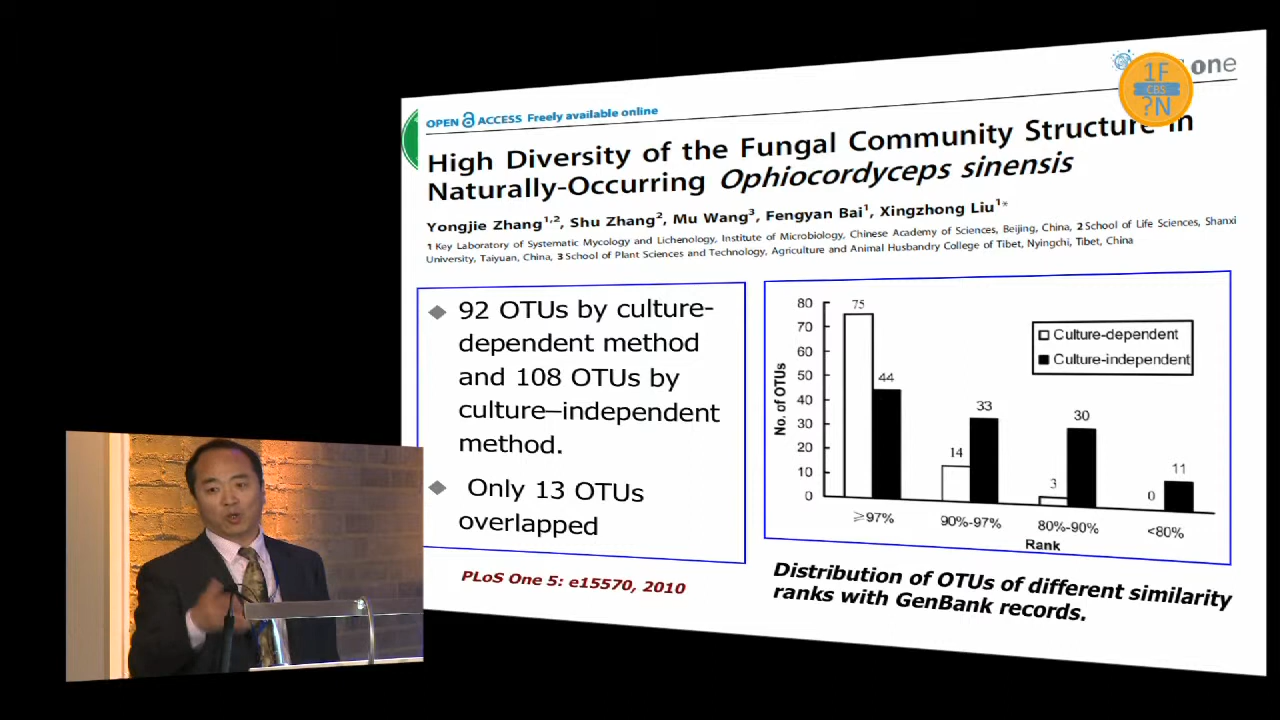 1F
CBS
?N
one
OPEN ACCESS Freely available online
High Diversity of the Fungal Community Structure in
Naturally-Occurring Ophiocordyceps sinensis
Yongjie Zhang1,2, Shu Zhang2, Mu Wang3, Fengyan Bai1, Xingzhong Liu1*
1 Key Laboratory of Systematic Mycology and Lichenology, Institute of Microbiology, Chinese Academy of Sciences, Beijing, China, 2 School of Life Sciences, Shanxi
University, Taiyuan, China, 3 School of Plant Sciences and Technology, Agriculture and Animal Husbandry College of Tibet, Nyingchi, Tibet, China
92 OTUs by culture-
dependent method
and 108 OTUs by
culture–independent
method.
Only 13 OTUs
overlapped
PLoS One 5: e15570, 2010
No. of OTUs
80
70
60
50
40
30
20
10
0
75
44
14
33
3
30
0
11
Culture-dependent
Culture-independent
≥97%
90%-97%
80%-90%
<80%
Rank
Distribution of OTUs of different similarity
ranks with GenBank records.